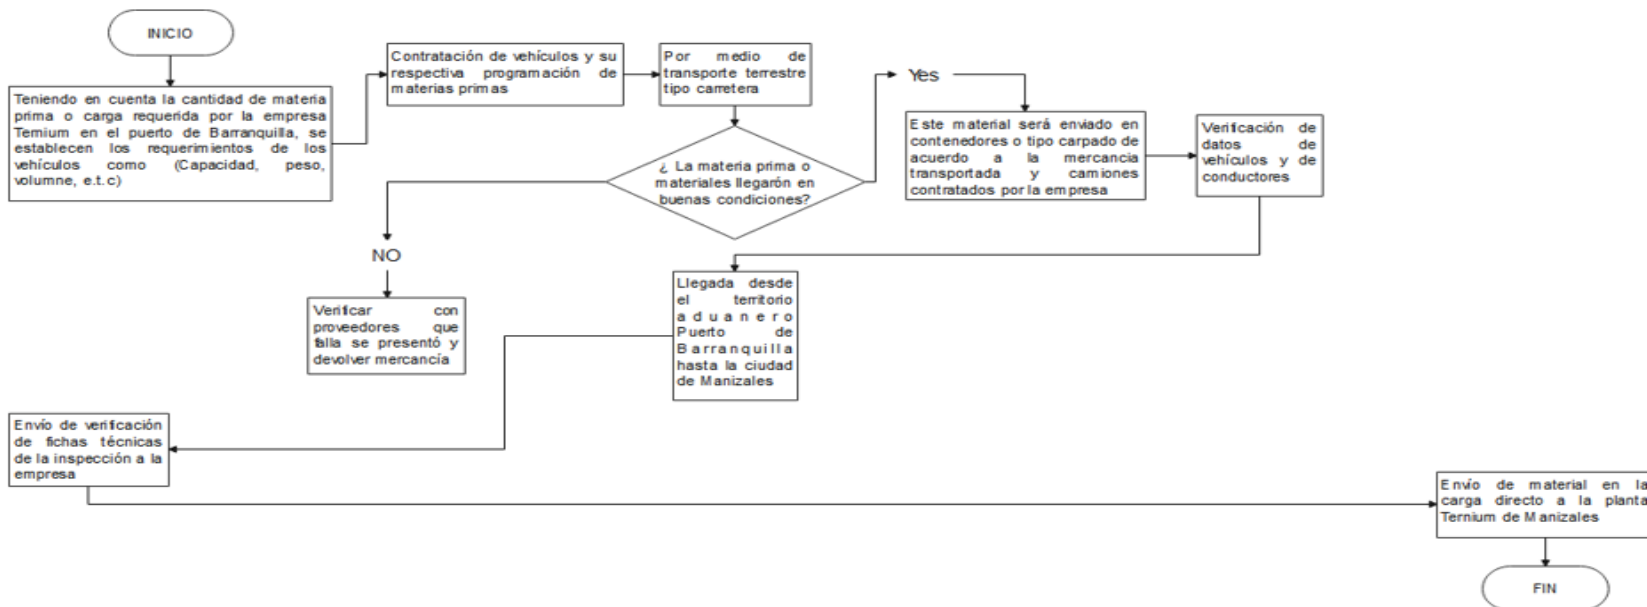 INICIO
Teniendo en cuenta la cantidad de materia
prima o carga requerida por la empresa
Ternium en el puerto de Barranquilla, se
establecen los requerimientos de los
vehículos como (Capacidad, peso,
volumne, e.t.c)
Contratación de vehículos y su
respectiva programación de
materias primas
Por medio de
transporte terrestre
tipo carretera
¿ La materia prima o
materiales llegarón en
buenas condiciones?
Yes
Este material será enviado en
contenedores o tipo carpado de
acuerdo a la mercancia
transportada y camiones
contratados por la empresa
Verificación de
datos de
vehículos y de
conductores
NO
Verificar con
proveedores que
falla se presentó y
devolver mercancía
Llegada desde
el territorio
aduanero
Puerto de
Barranquilla
hasta la ciudad
de Manizales
Envío de verificación
de fichas técnicas
de la inspección a la
empresa
Envío de material en la
carga directo a la planta
Ternium de Manizales
FIN